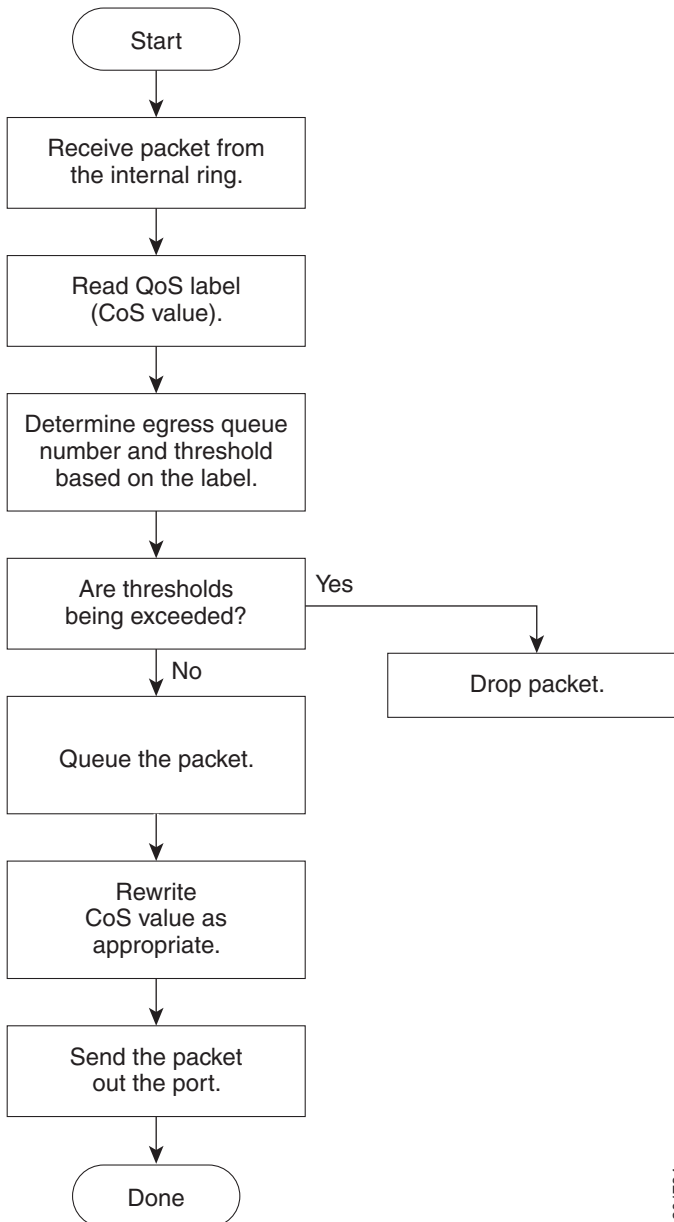 Start
Receive packet from
the internal ring.
Read QoS label
(CoS value).
Determine egress queue
number and threshold
based on the label.
Are thresholds
being exceeded?
Yes
No
Drop packet.
Queue the packet.
Rewrite
CoS value as
appropriate.
Send the packet
out the port.
Done